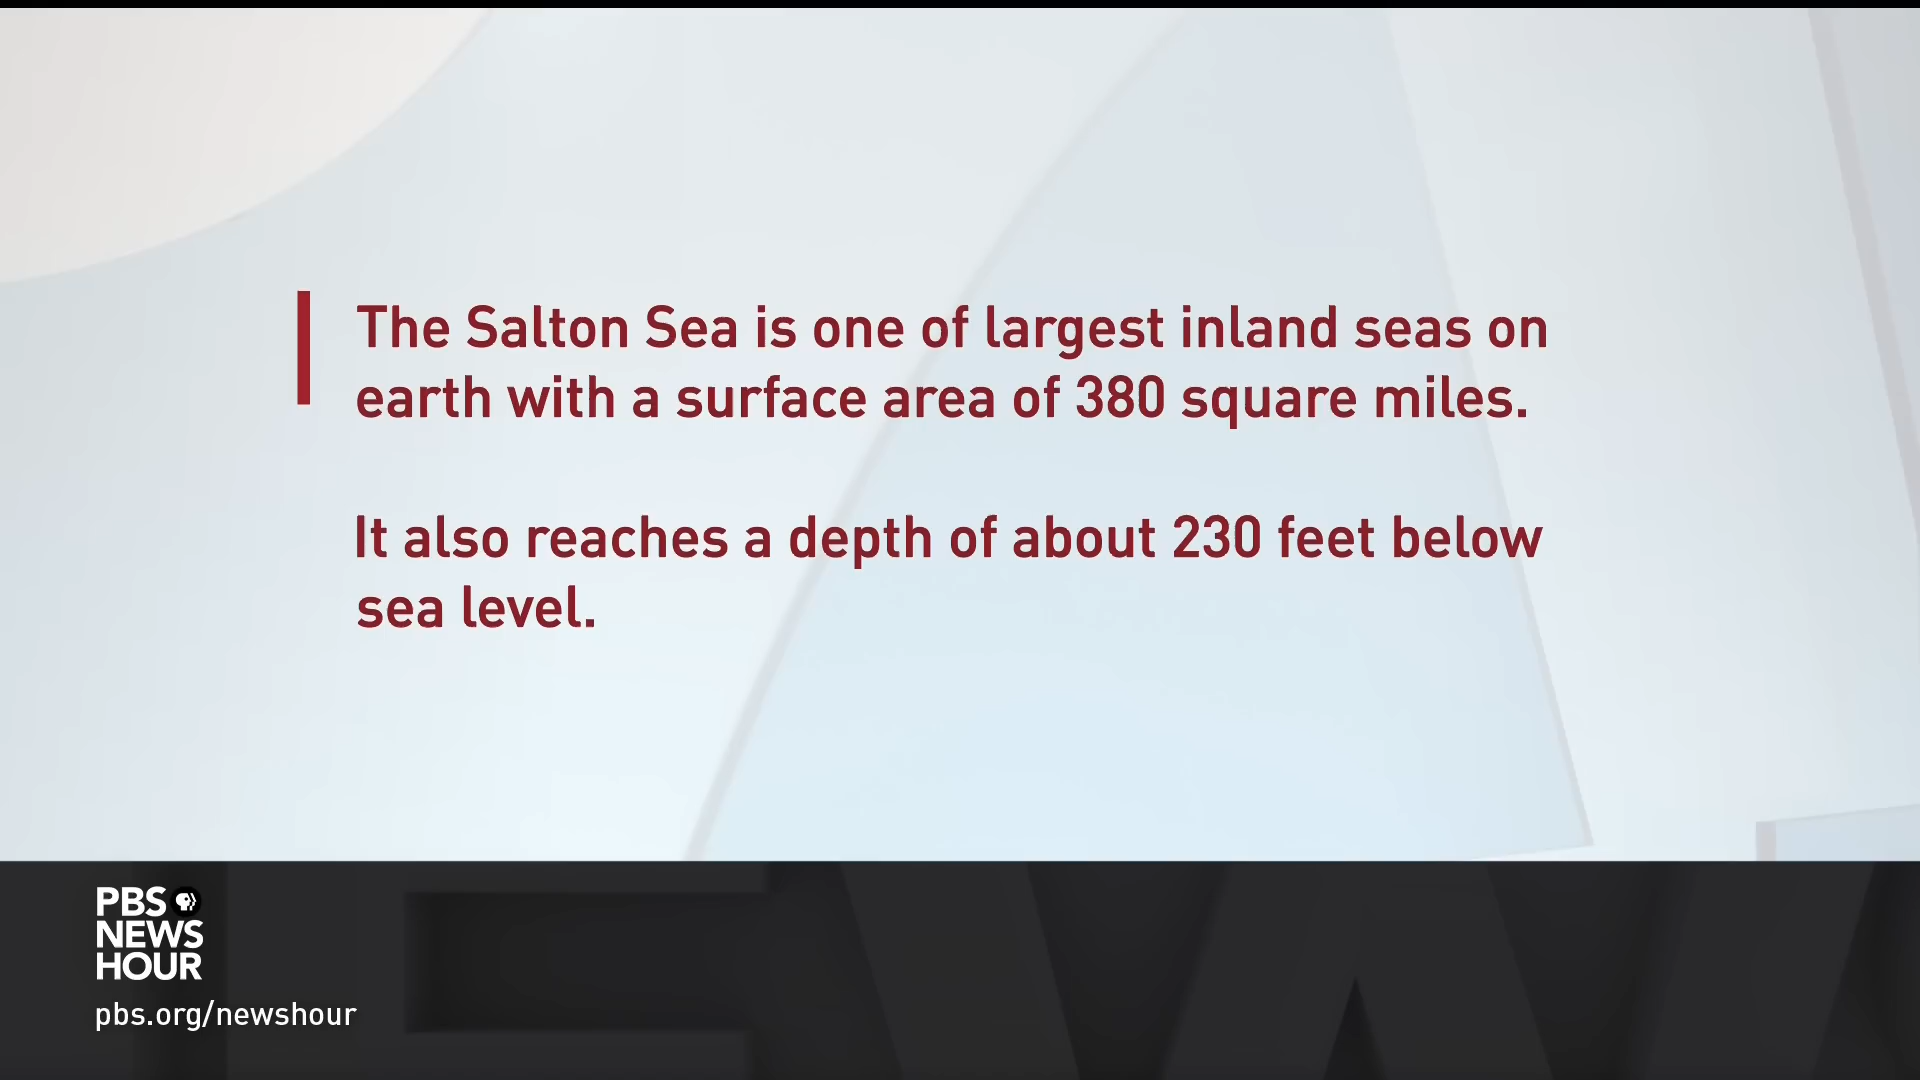 The Salton Sea is one of largest inland seas on
earth with a surface area of 380 square miles.
It also reaches a depth of about 230 feet below
sea level.
PBS
NEWS
HOUR
pbs.org/newshour